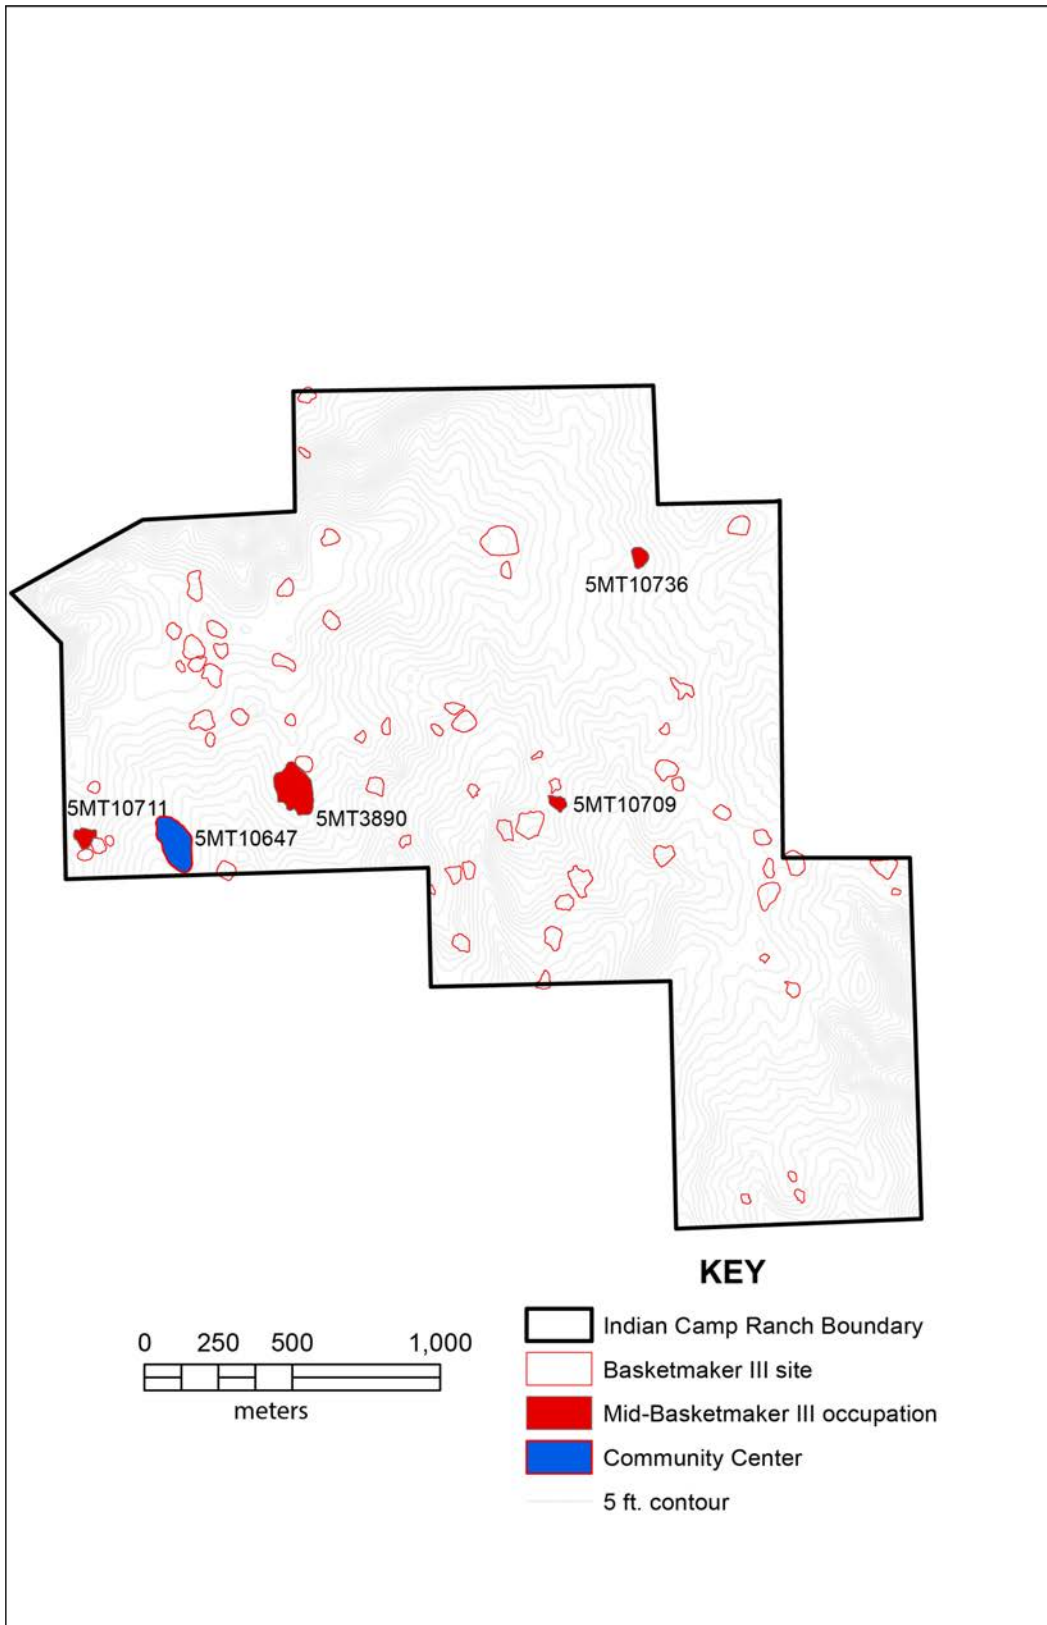 5MT10736
5MT10711
5MT10709
5MT3890
5MT10647
KEY
0 250 500 1,000
meters
Indian Camp Ranch Boundary
Basketmaker III site
Mid-Basketmaker III occupation
Community Center
5 ft. contour